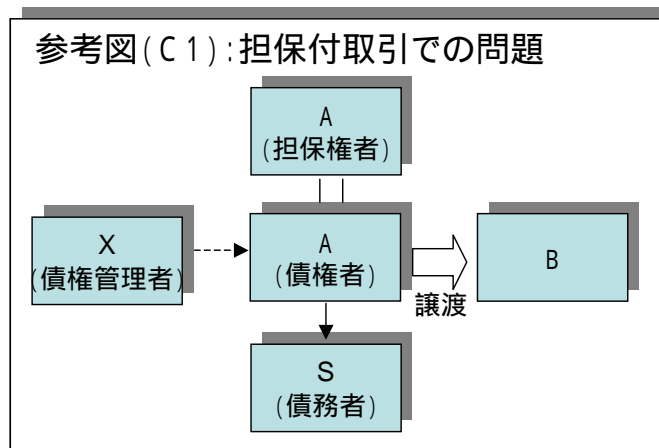 参考図(C1):担保付取引での問題
A
(担保権者)
X
(債権管理者)
A
(債権者)
譲渡
B
S
(債務者)